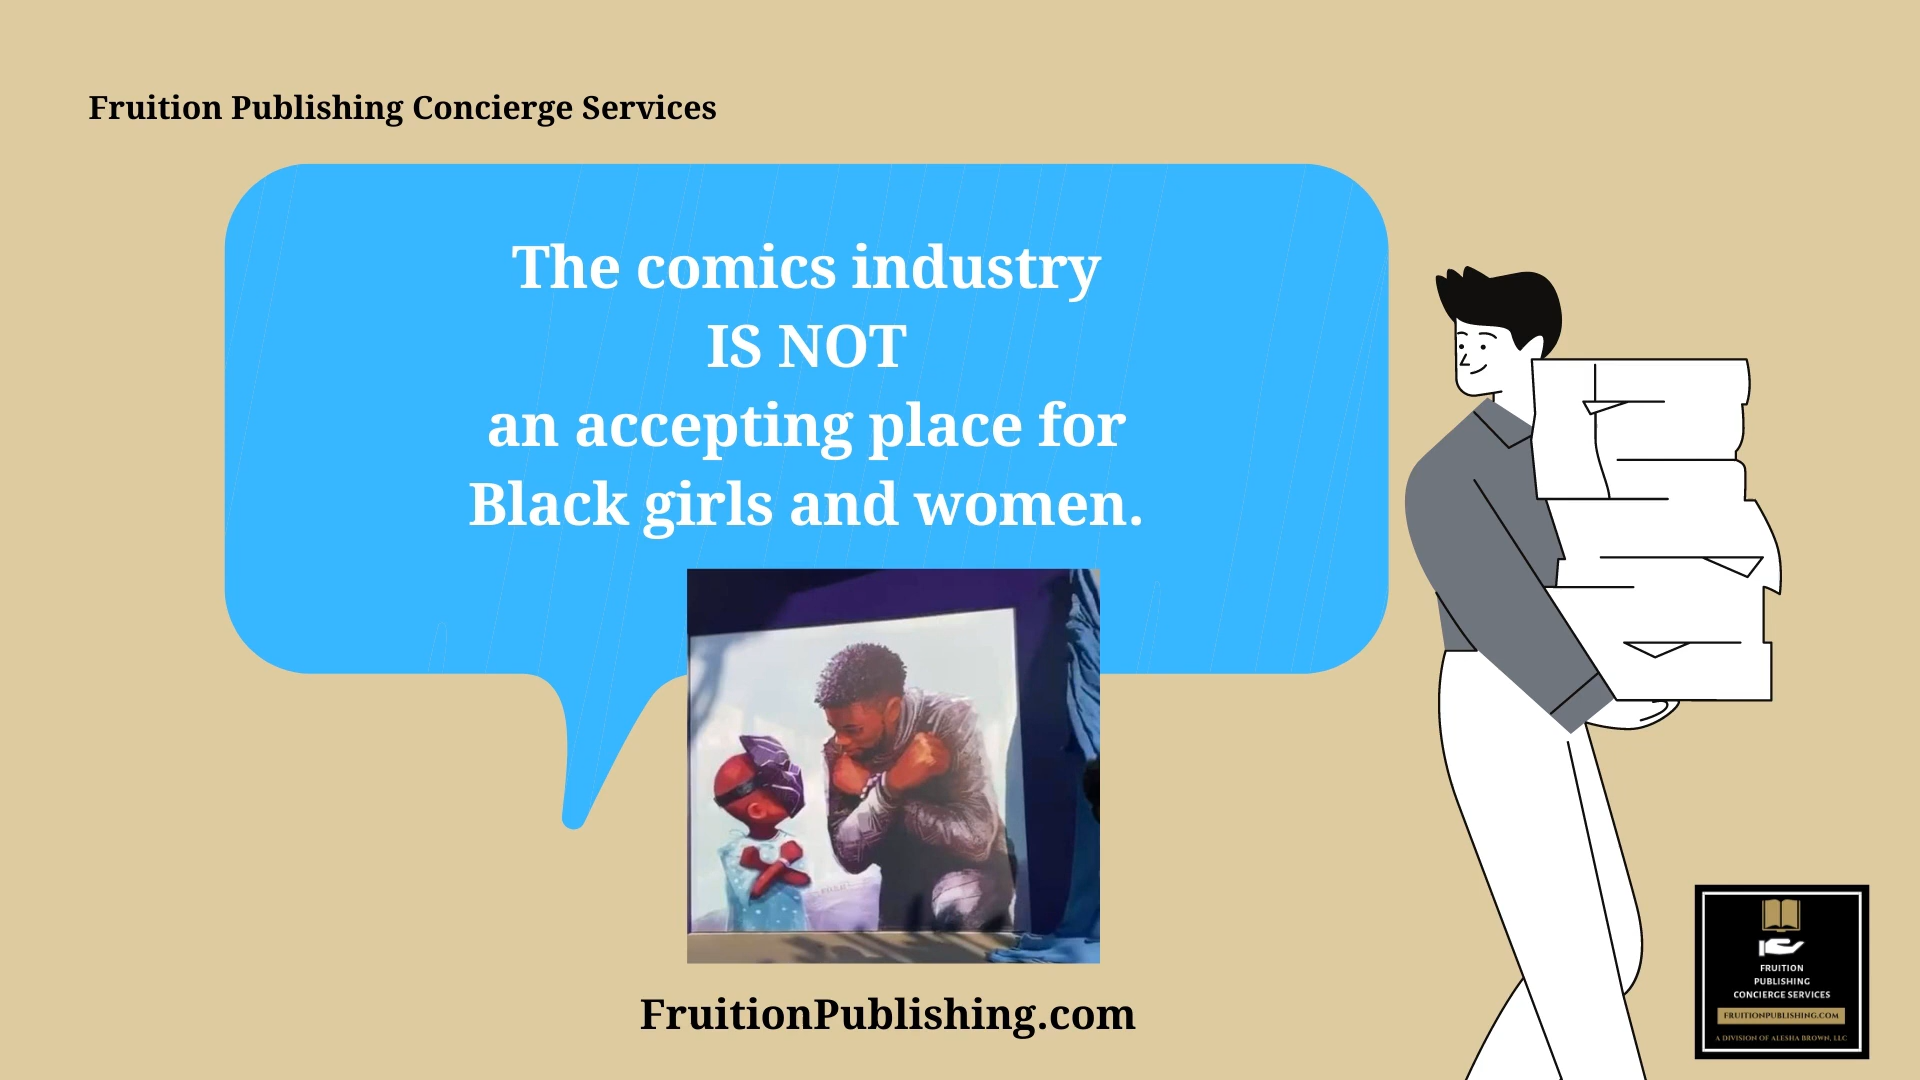 Fruition Publishing Concierge Services
The comics industry
IS NOT
an accepting place for
Black girls and women.
FruitionPublishing.com
FRUITION
PUBLISHING
CONCIERGE SERVICES
FRUITIONPUBLISHING.COM
A DIVISION OF ALESHA BROWN, LLC